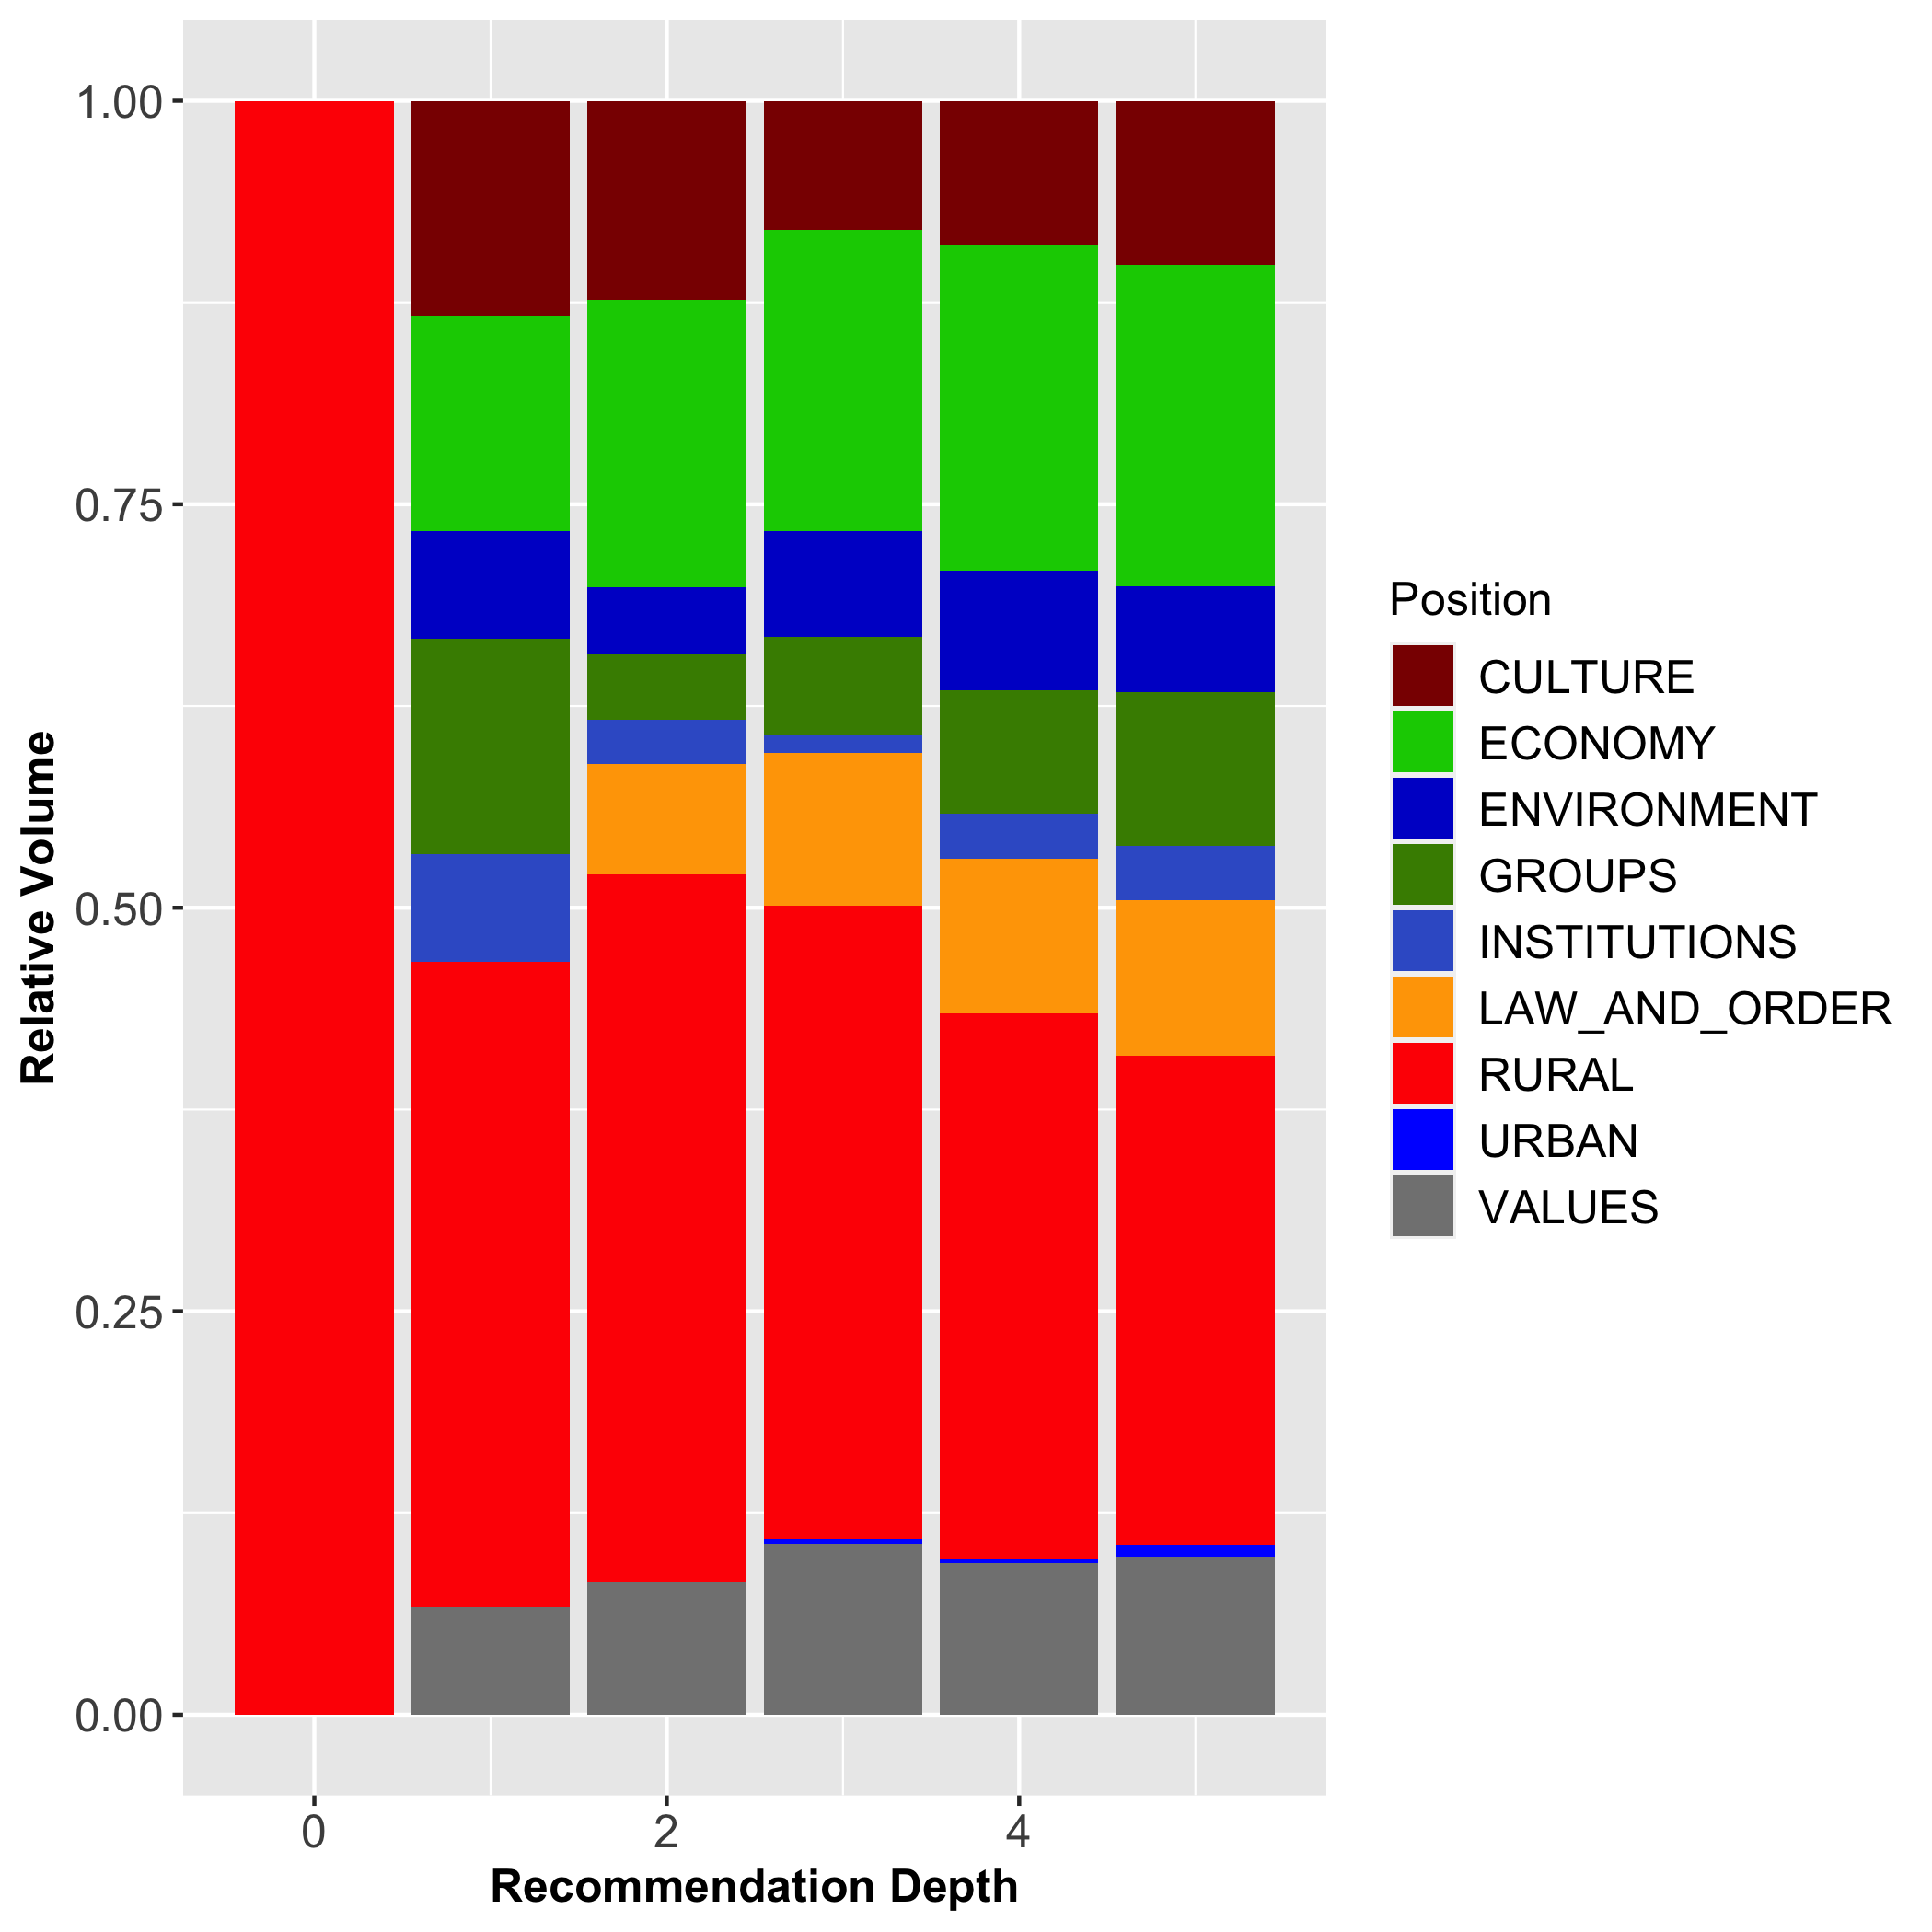 1.00
0.75
0.50
0.25
0.00
Relative Volume
0
2
4
Recommendation Depth
Position
CULTURE
ECONOMY
ENVIRONMENT
GROUPS
INSTITUTIONS
LAW_AND_ORDER
RURAL
URBAN
VALUES